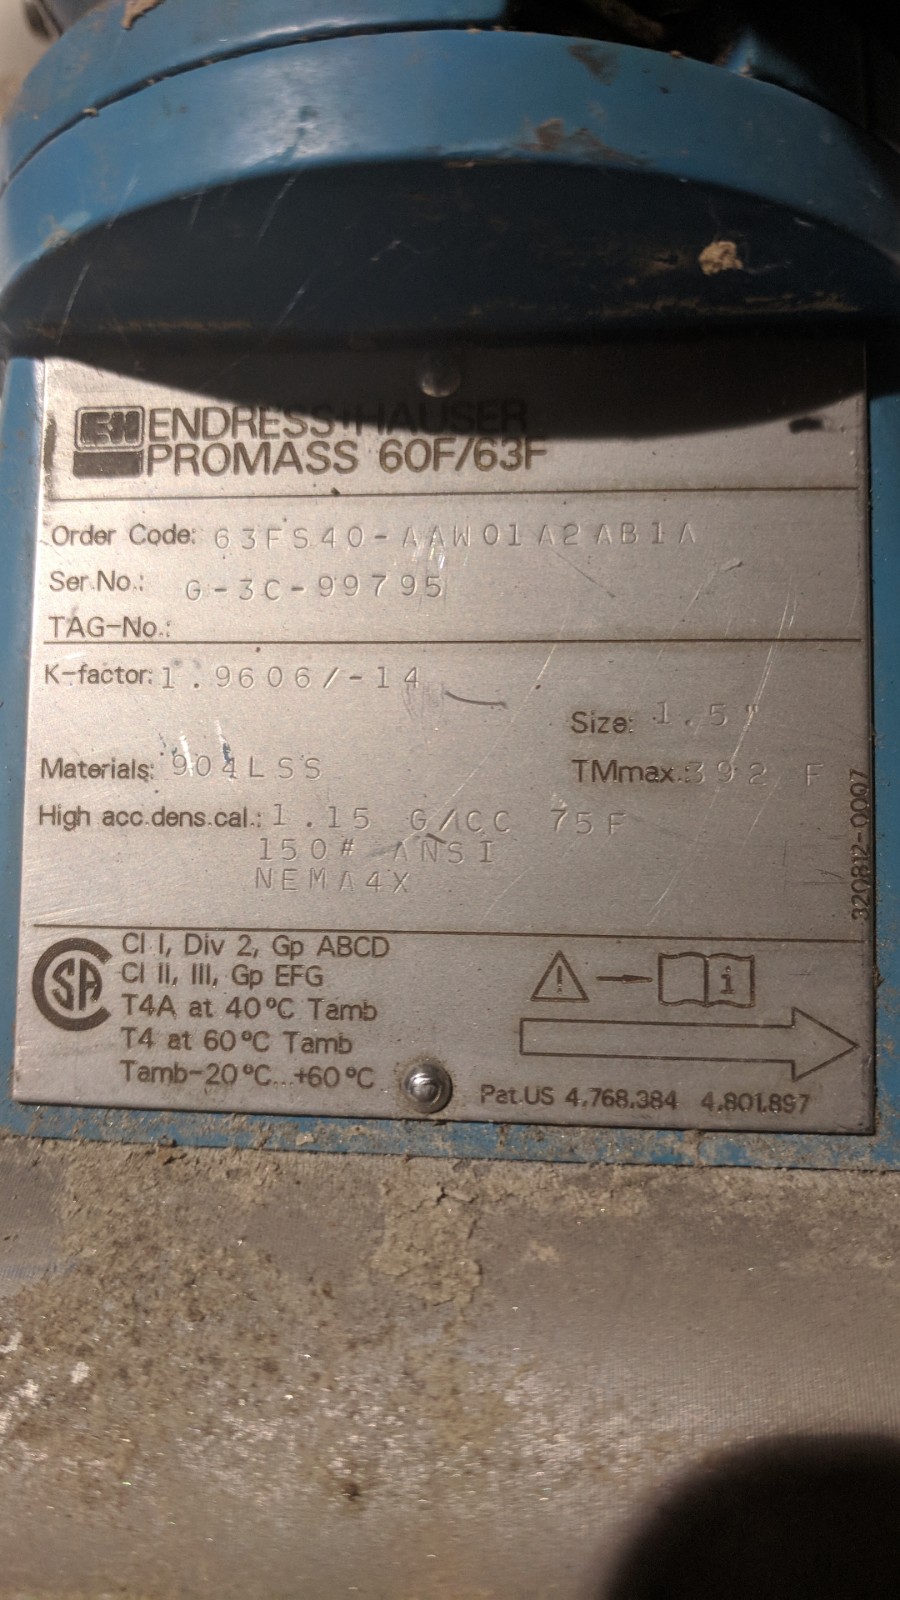 EH ENDRESS+HAUSER
PROMASS 60F/63F
Order Code: 63FS40-AAW01A2AB1A
Ser.No.: G-3C-99795
TAG-No.:
K-factor: 1.9606/-14
Size: 1.5"
Materials: 904LSS TMmax.: 392 F
High acc.dens.cal.: 1.15 G/CC 75F
150# ANSI
NEMA4X
320812-0007
CSA
Cl I, Div 2, Gp ABCD
Cl II, III, Gp EFG
T4A at 40°C Tamb
T4 at 60°C Tamb
Tamb-20°C...+60°C
i
Pat.US 4,768,384 4,801,897